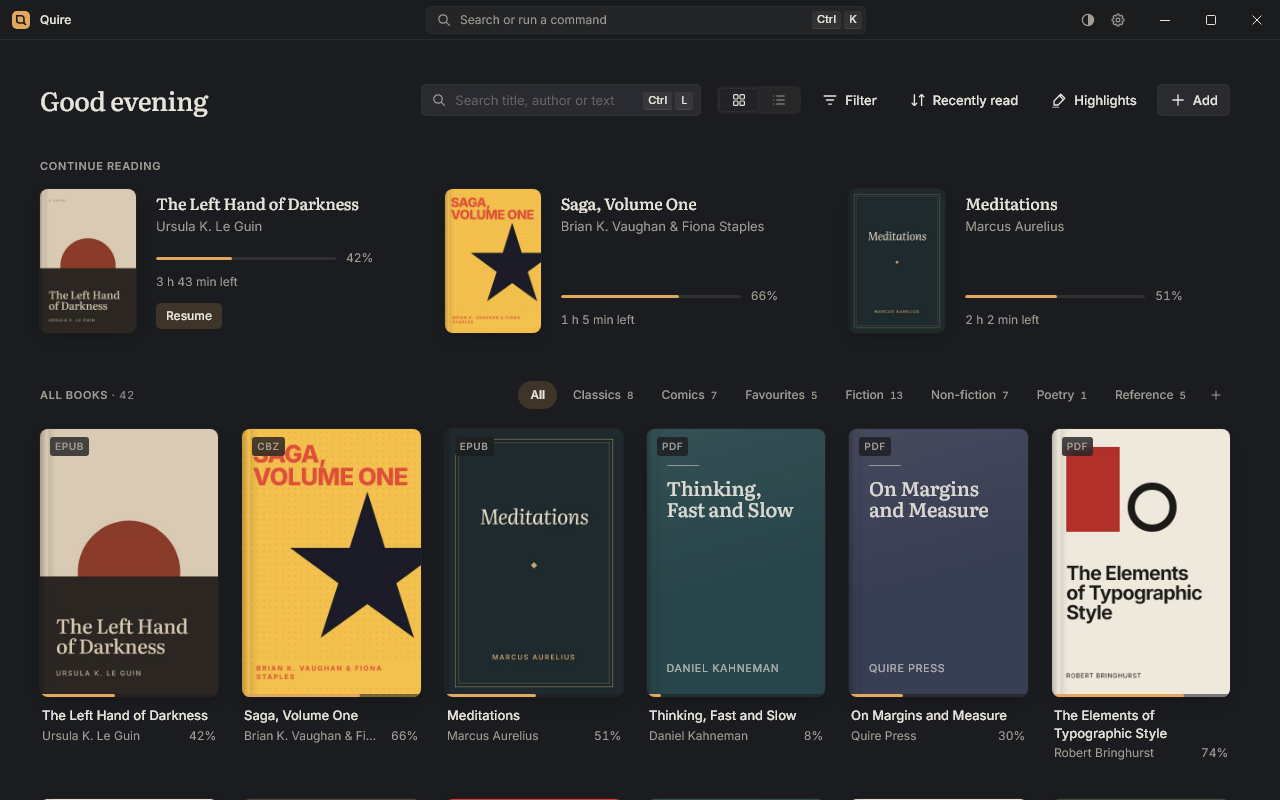 Quire
Search or run a command Ctrl K
Good evening
Search title, author or text Ctrl L
Filter
Recently read
Highlights
Add
CONTINUE READING
The Left Hand
of Darkness
URSULA K. LE GUIN
The Left Hand of Darkness
Ursula K. Le Guin
42%
3 h 43 min left
Resume
SAGA,
VOLUME ONE
BRIAN K. VAUGHAN & FIONA
STAPLES
Saga, Volume One
Brian K. Vaughan & Fiona Staples
66%
1 h 5 min left
Meditations
MARCUS AURELIUS
Meditations
Marcus Aurelius
51%
2 h 2 min left
ALL BOOKS · 42
All
Classics 8
Comics 7
Favourites 5
Fiction 13
Non-fiction 7
Poetry 1
Reference 5
EPUB
The Left Hand
of Darkness
URSULA K. LE GUIN
The Left Hand of Darkness
Ursula K. Le Guin 42%
CBZ
SAGA,
VOLUME ONE
BRIAN K. VAUGHAN & FIONA
STAPLES
Saga, Volume One
Brian K. Vaughan & Fi... 66%
EPUB
Meditations
MARCUS AURELIUS
Meditations
Marcus Aurelius 51%
PDF
Thinking,
Fast and Slow
DANIEL KAHNEMAN
Thinking, Fast and Slow
Daniel Kahneman 8%
PDF
On Margins
and Measure
QUIRE PRESS
On Margins and Measure
Quire Press 30%
PDF
The Elements
of Typographic
Style
ROBERT BRINGHURST
The Elements of
Typographic Style
Robert Bringhurst 74%